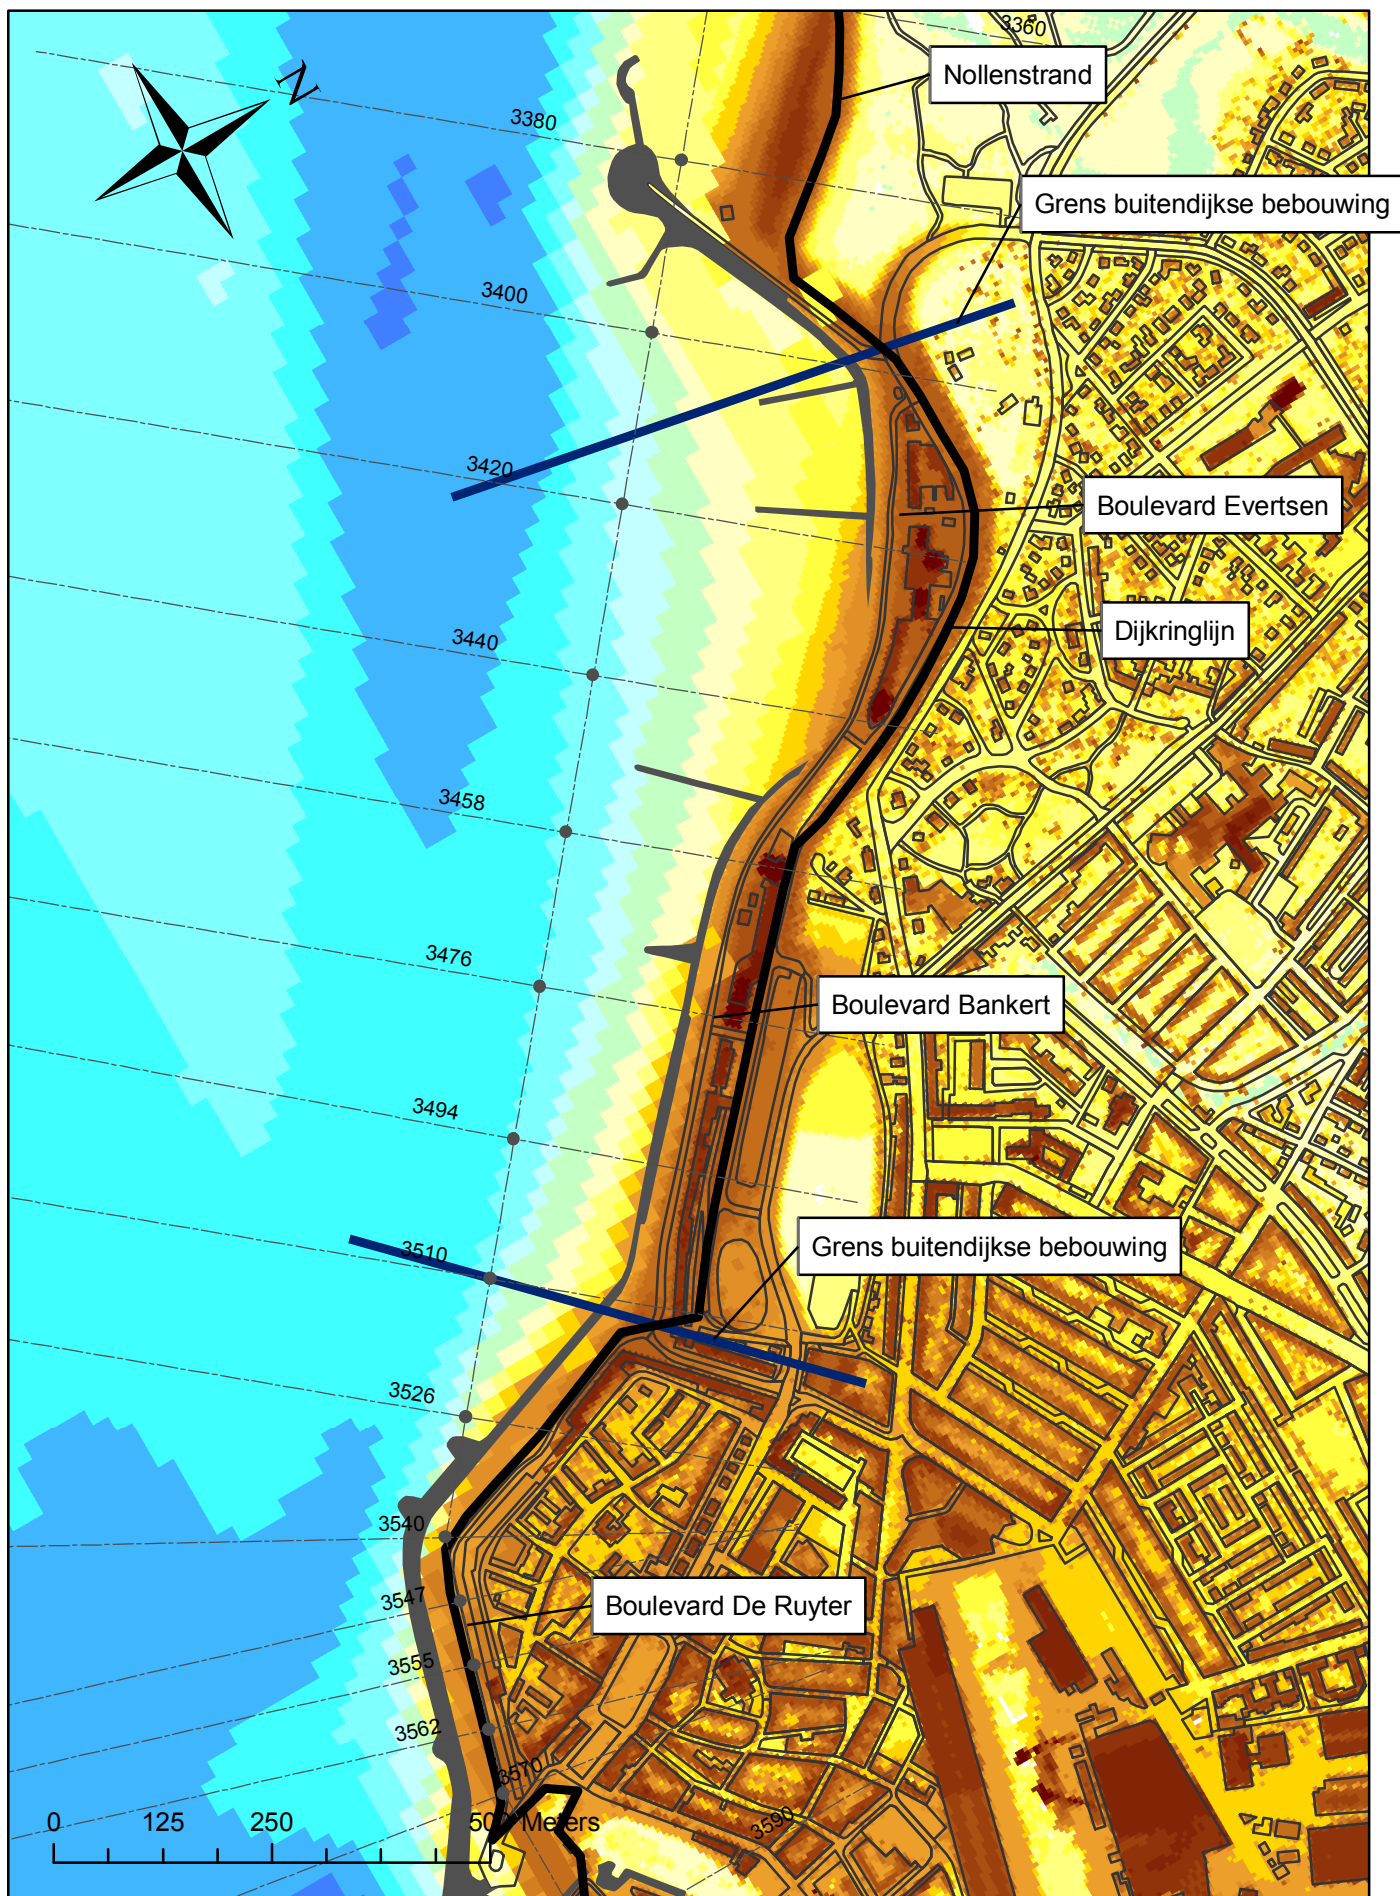 3360
Nollenstrand
N
3380
Grens buitendijkse bebouwing
3400
3420
Boulevard Evertsen
Dijkringlijn
3440
3458
3476
Boulevard Bankert
3494
Grens buitendijkse bebouwing
3510
3526
3540
3547
Boulevard De Ruyter
3555
3562
3570
0 125 250 500 Meters
3590